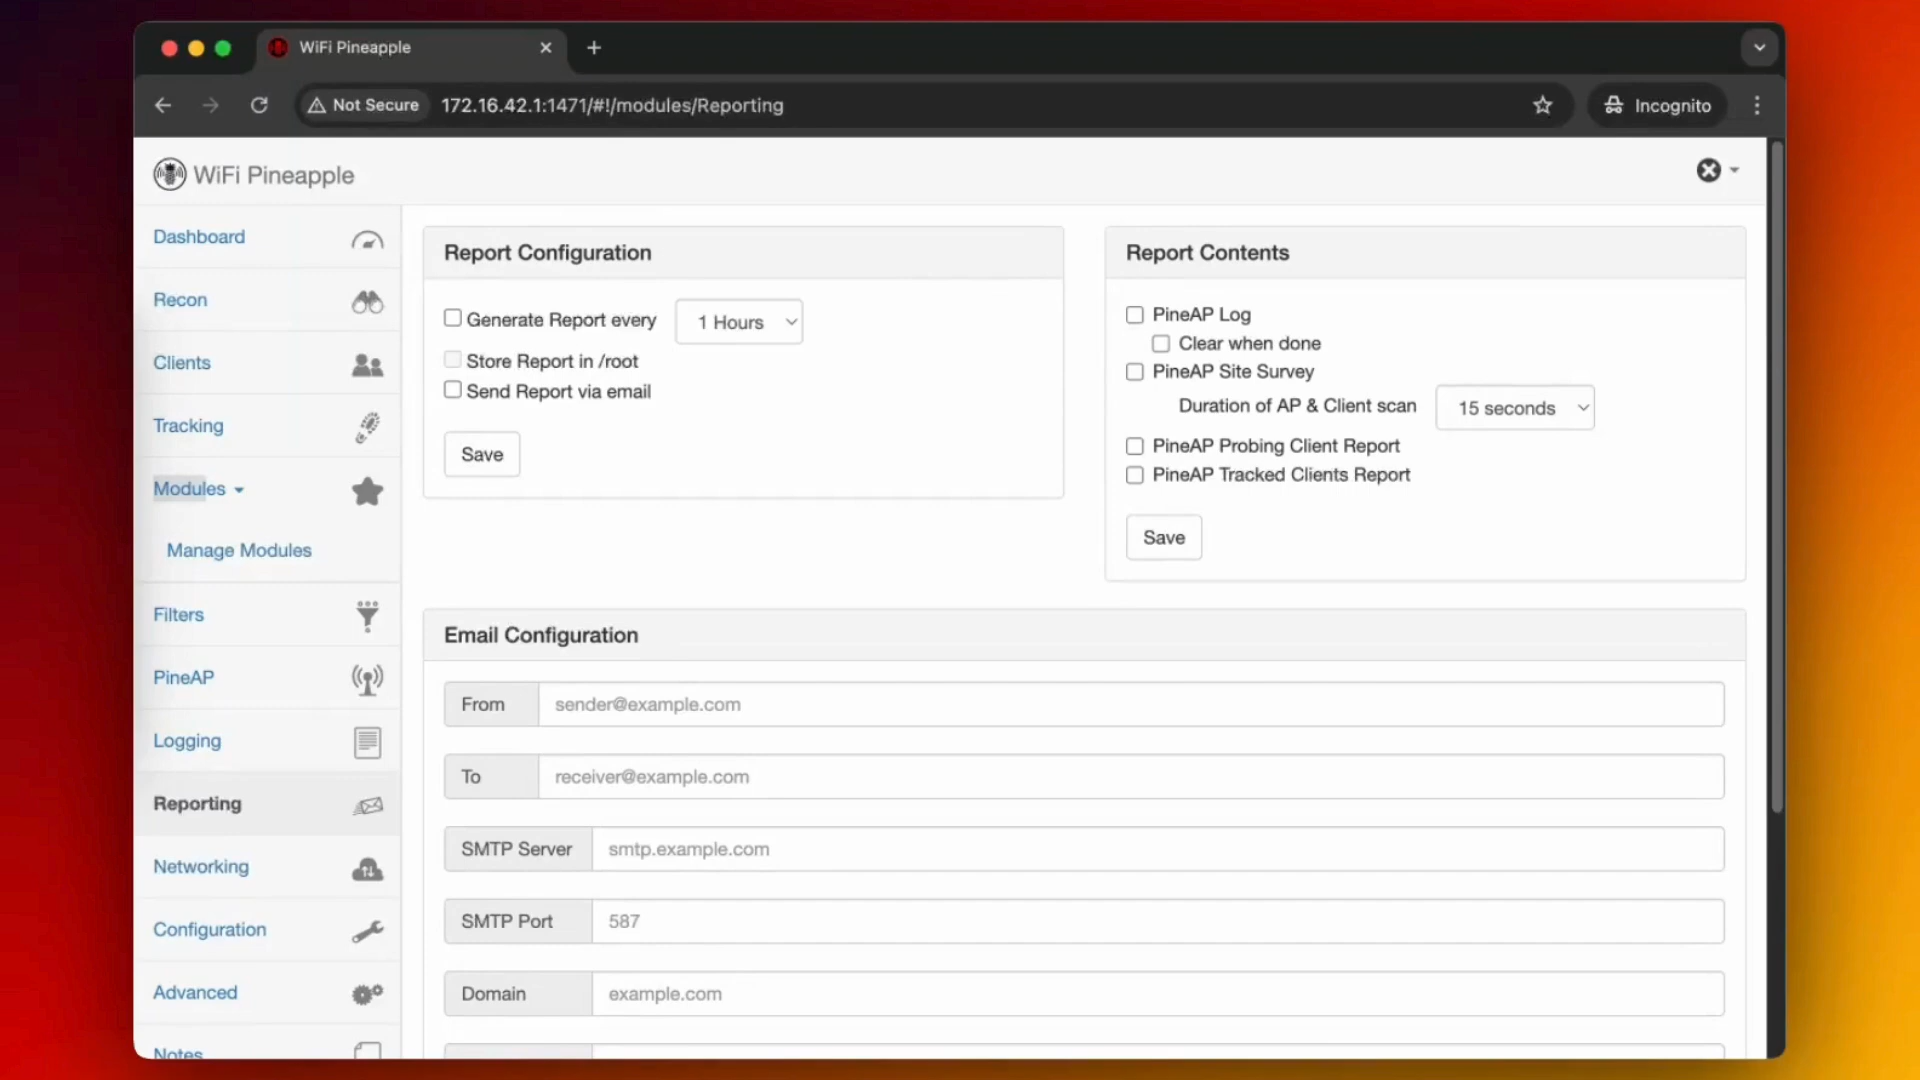 WiFi Pineapple
Not Secure
172.16.42.1:1471/#!/modules/Reporting
Incognito
WiFi Pineapple
Dashboard
Recon
Clients
Tracking
Modules
Manage Modules
Filters
PineAP
Logging
Reporting
Networking
Configuration
Advanced
Notes
Report Configuration
Generate Report every 1 Hours
Store Report in /root
Send Report via email
Save
Report Contents
PineAP Log
Clear when done
PineAP Site Survey
Duration of AP & Client scan 15 seconds
PineAP Probing Client Report
PineAP Tracked Clients Report
Save
Email Configuration
From sender@example.com
To receiver@example.com
SMTP Server smtp.example.com
SMTP Port 587
Domain example.com